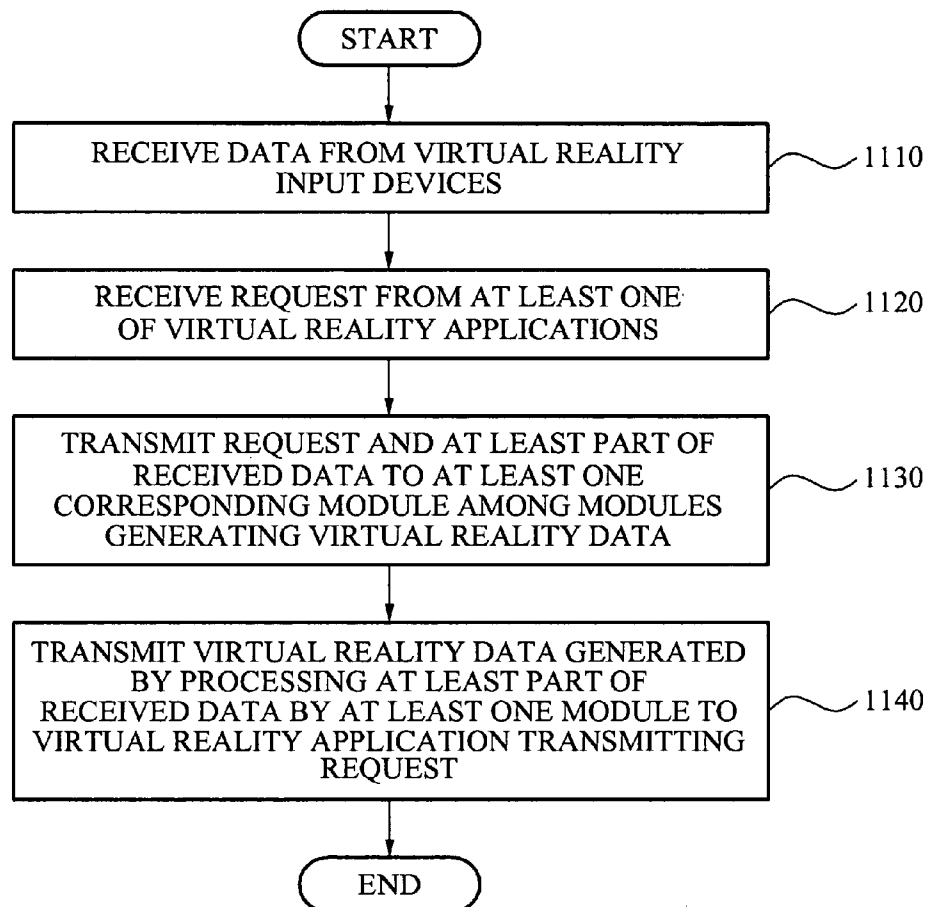 START
RECEIVE DATA FROM VIRTUAL REALITY
INPUT DEVICES
1110
RECEIVE REQUEST FROM AT LEAST ONE
OF VIRTUAL REALITY APPLICATIONS
1120
TRANSMIT REQUEST AND AT LEAST PART OF
RECEIVED DATA TO AT LEAST ONE
CORRESPONDING MODULE AMONG MODULES
GENERATING VIRTUAL REALITY DATA
1130
TRANSMIT VIRTUAL REALITY DATA GENERATED
BY PROCESSING AT LEAST PART OF
RECEIVED DATA BY AT LEAST ONE MODULE TO
VIRTUAL REALITY APPLICATION TRANSMITTING
REQUEST
1140
END